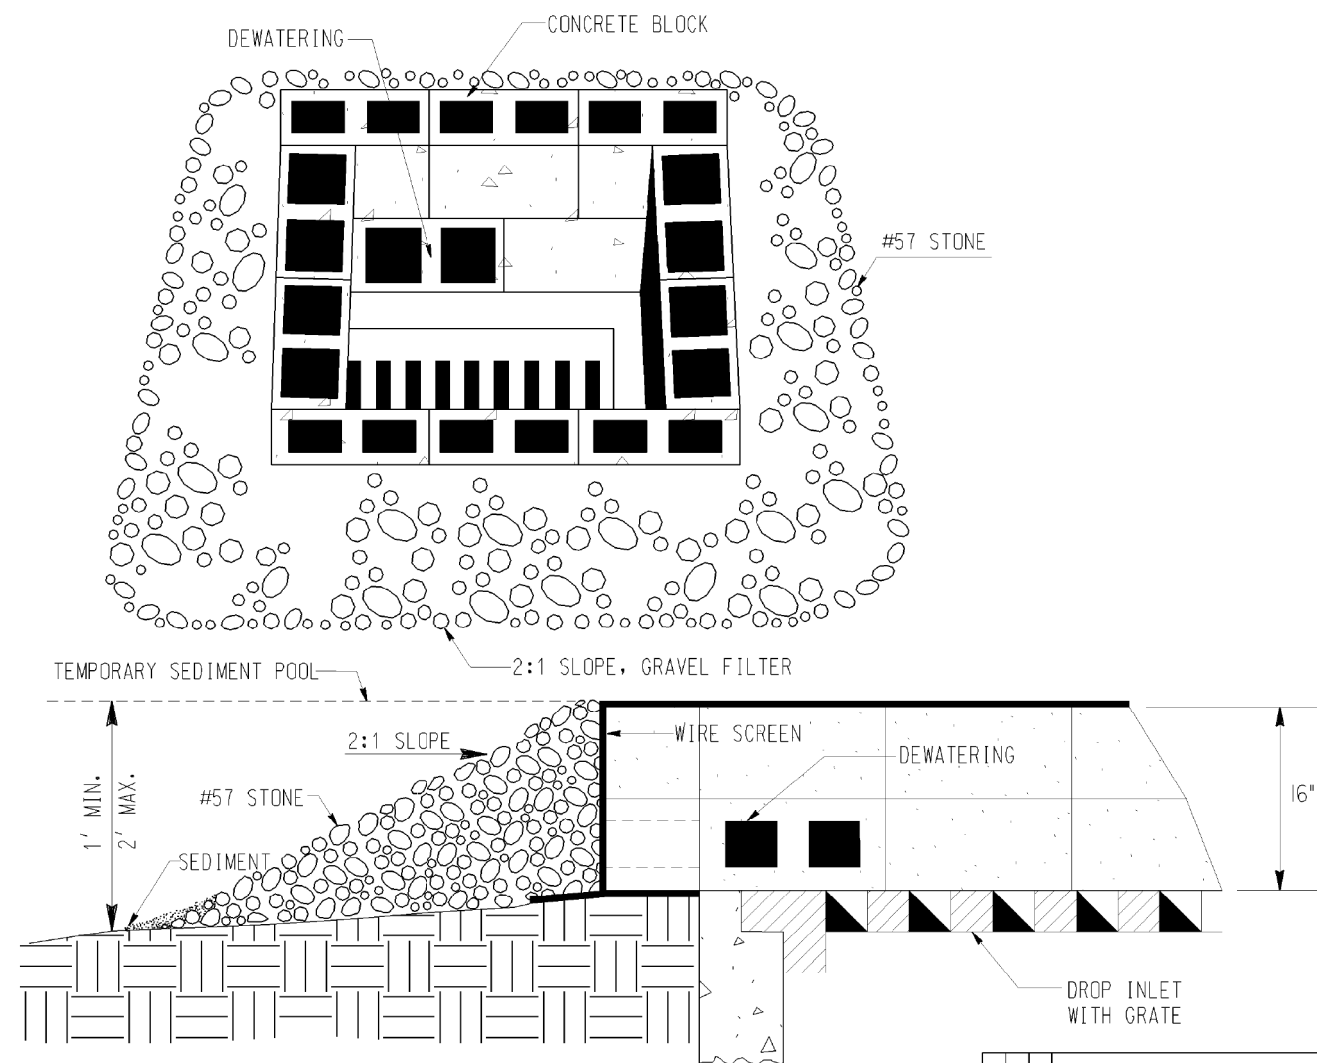 CONCRETE BLOCK
DEWATERING
#57 STONE
2:1 SLOPE, GRAVEL FILTER
TEMPORARY SEDIMENT POOL
WIRE SCREEN
2:1 SLOPE
DEWATERING
#57 STONE
1' MIN.
2' MAX.
16"
SEDIMENT
DROP INLET
WITH GRATE